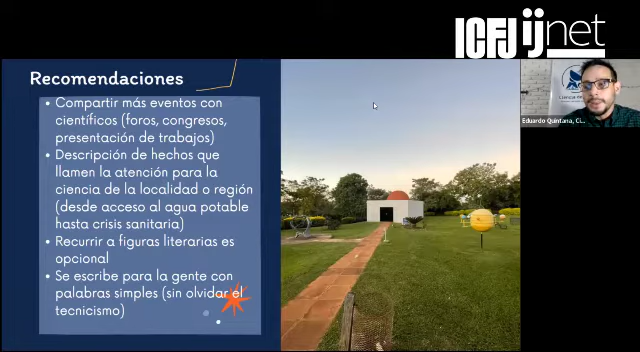 ICFJ ijnet
Recomendaciones
• Compartir más eventos con
científicos (foros, congresos,
presentación de trabajos)
• Descripción de hechos que
llamen la atención para la
ciencia de la localidad o región
(desde acceso al agua potable
hasta crisis sanitaria)
• Recurrir a figuras literarias es
opcional
• Se escribe para la gente con
palabras simples (sin olvidar el
tecnicismo)
Eduardo Quintana, Ci...